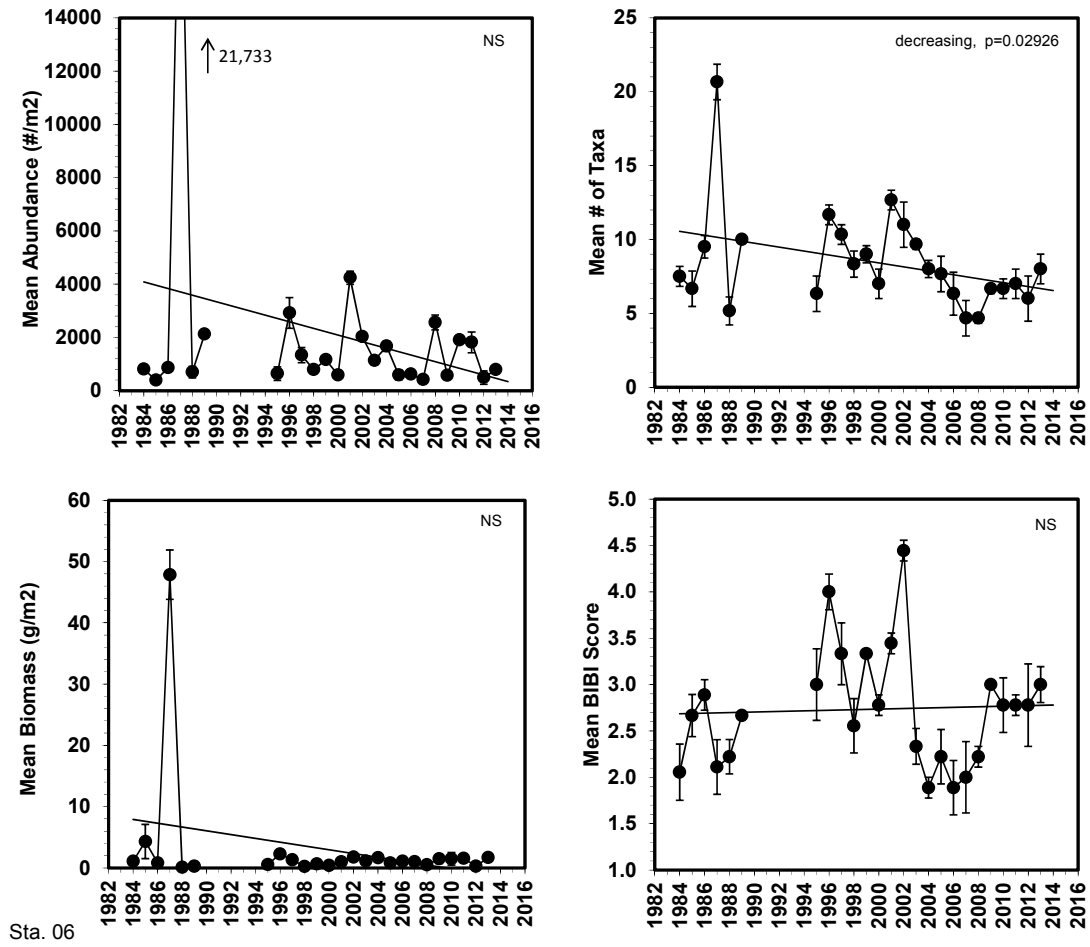 14000
12000
10000
8000
6000
4000
2000
0
Mean Abundance (#/m2)
NS
21,733
1982 1984 1986 1988 1990 1992 1994 1996 1998 2000 2002 2004 2006 2008 2010 2012 2014 2016
25
20
15
10
5
0
Mean # of Taxa
decreasing, p=0.02926
1982 1984 1986 1988 1990 1992 1994 1996 1998 2000 2002 2004 2006 2008 2010 2012 2014 2016
60
50
40
30
20
10
0
Mean Biomass (g/m2)
NS
1982 1984 1986 1988 1990 1992 1994 1996 1998 2000 2002 2004 2006 2008 2010 2012 2014 2016
5.0
4.5
4.0
3.5
3.0
2.5
2.0
1.5
1.0
Mean BIBI Score
NS
1982 1984 1986 1988 1990 1992 1994 1996 1998 2000 2002 2004 2006 2008 2010 2012 2014 2016
Sta. 06